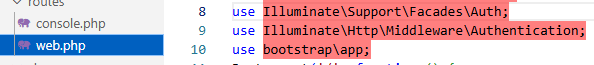 routes
console.php
web.php
8 use Illuminate\Support\Facades\Auth;
9 use Illuminate\Http\Middleware\Authentication;
10 use bootstrap\app;